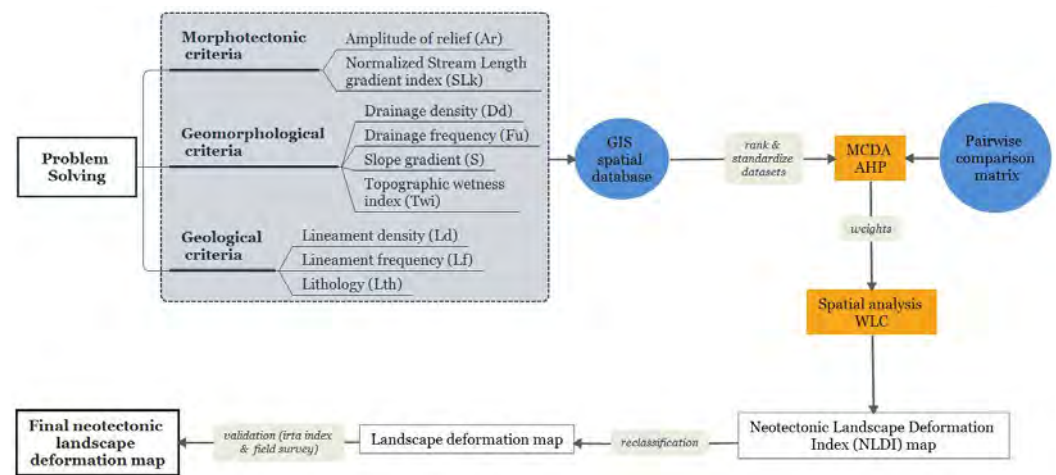 Problem
Solving
Morphotectonic
criteria
Amplitude of relief (Ar)
Normalized Stream Length
gradient index (SLk)
Geomorphological
criteria
Drainage density (Dd)
Drainage frequency (Fu)
Slope gradient (S)
Topographic wetness
index (Twi)
Geological
criteria
Lineament density (Ld)
Lineament frequency (Lf)
Lithology (Lth)
GIS
spatial
database
rank &
standardize
datasets
MCDA
AHP
Pairwise
comparison
matrix
weights
Spatial analysis
WLC
Neotectonic Landscape Deformation
Index (NLDI) map
reclassification
Landscape deformation map
validation (irta index
& field survey)
Final neotectonic
landscape
deformation map